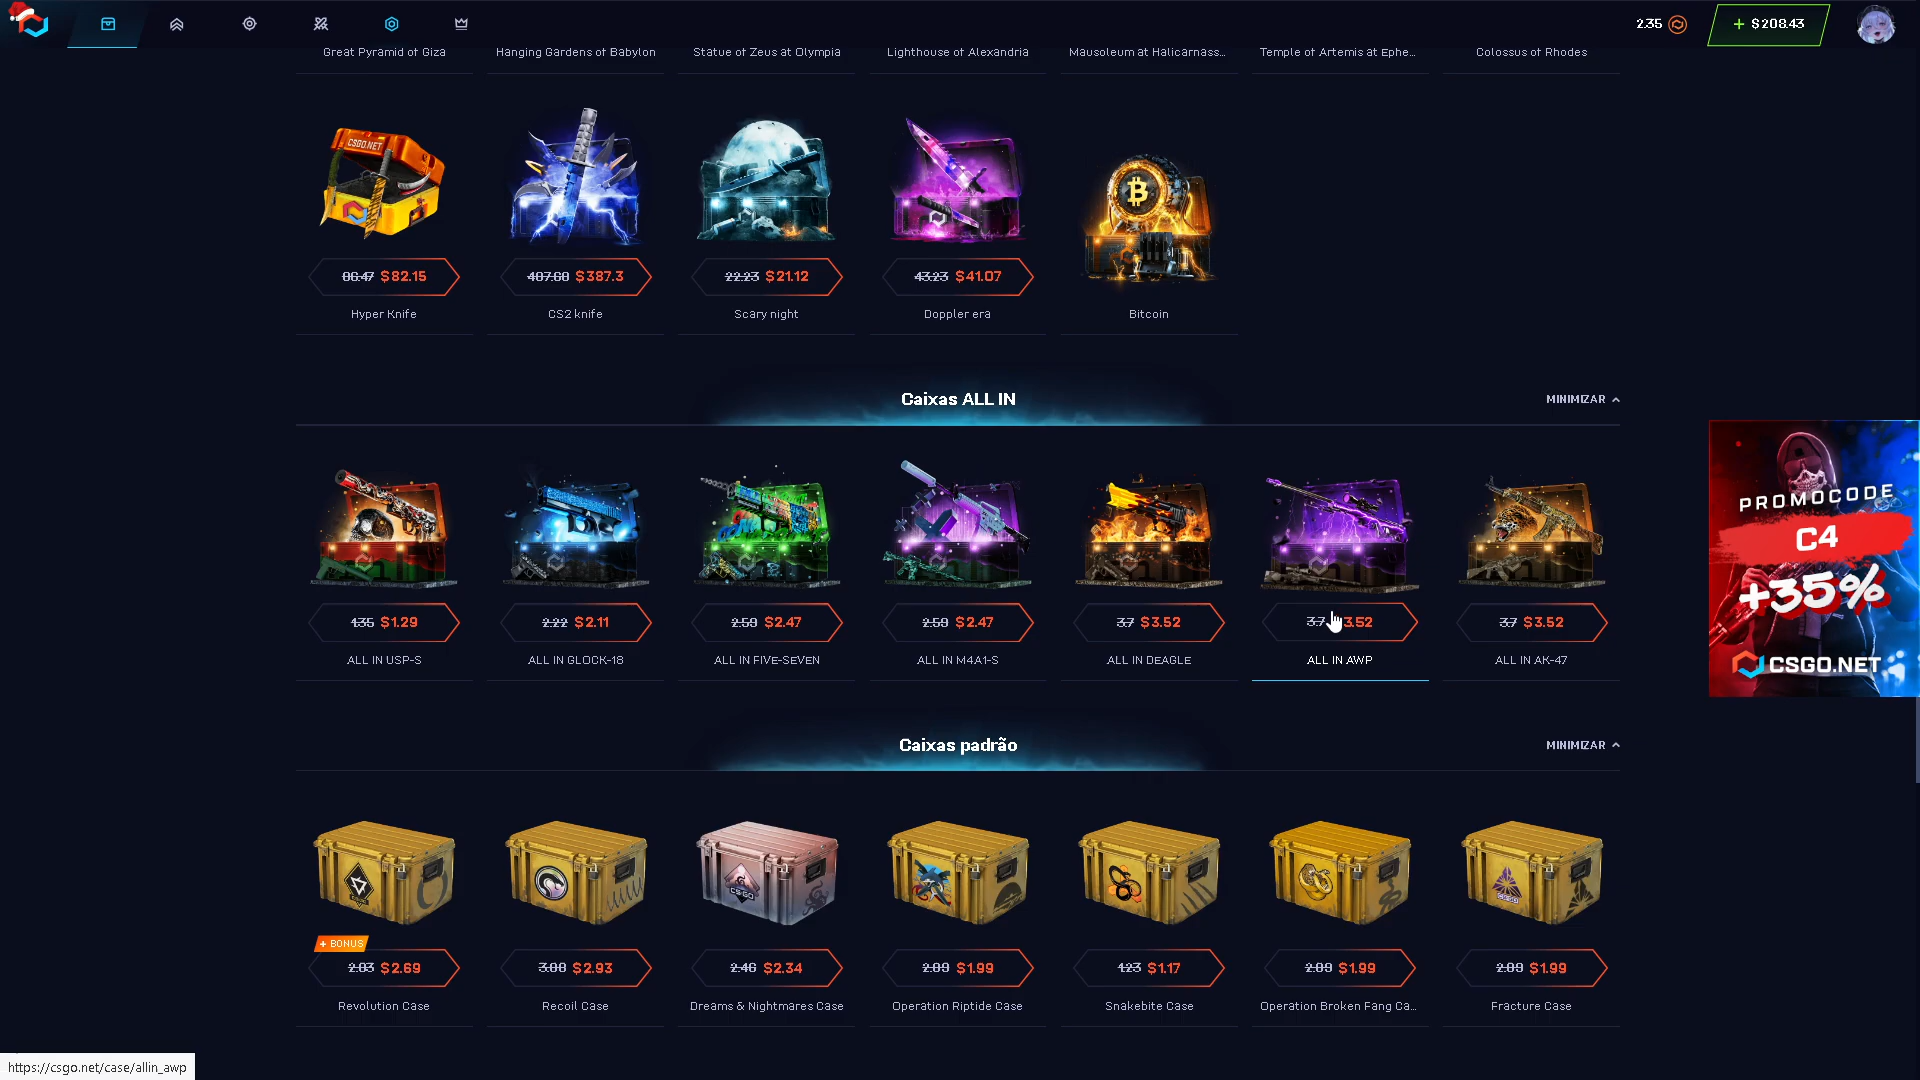 2.35
+ $208.43
Great Pyramid of Giza
Hanging Gardens of Babylon
Statue of Zeus at Olympia
Lighthouse of Alexandria
Mausoleum at Halicarnass...
Temple of Artemis at Ephe...
Colossus of Rhodes
CSGO.NET
86.47 $82.15
407.68 $387.3
22.23 $21.12
43.23 $41.07
Hyper Knife
CS2 knife
Scary night
Doppler era
Bitcoin
Caixas ALL IN
MINIMIZAR
1.35 $1.29
2.22 $2.11
2.59 $2.47
2.59 $2.47
3.7 $3.52
3.7 3.52
3.7 $3.52
ALL IN USP-S
ALL IN GLOCK-18
ALL IN FIVE-SEVEN
ALL IN M4A1-S
ALL IN DEAGLE
ALL IN AWP
ALL IN AK-47
PROMOCODE
C4
+35%
CSGO.NET
Caixas padrão
MINIMIZAR
+ BONUS
2.83 $2.69
3.08 $2.93
2.46 $2.34
2.09 $1.99
1.23 $1.17
2.09 $1.99
2.09 $1.99
Revolution Case
Recoil Case
Dreams & Nightmares Case
Operation Riptide Case
Snakebite Case
Operation Broken Fang Ca...
Fracture Case
https://csgo.net/case/allin_awp